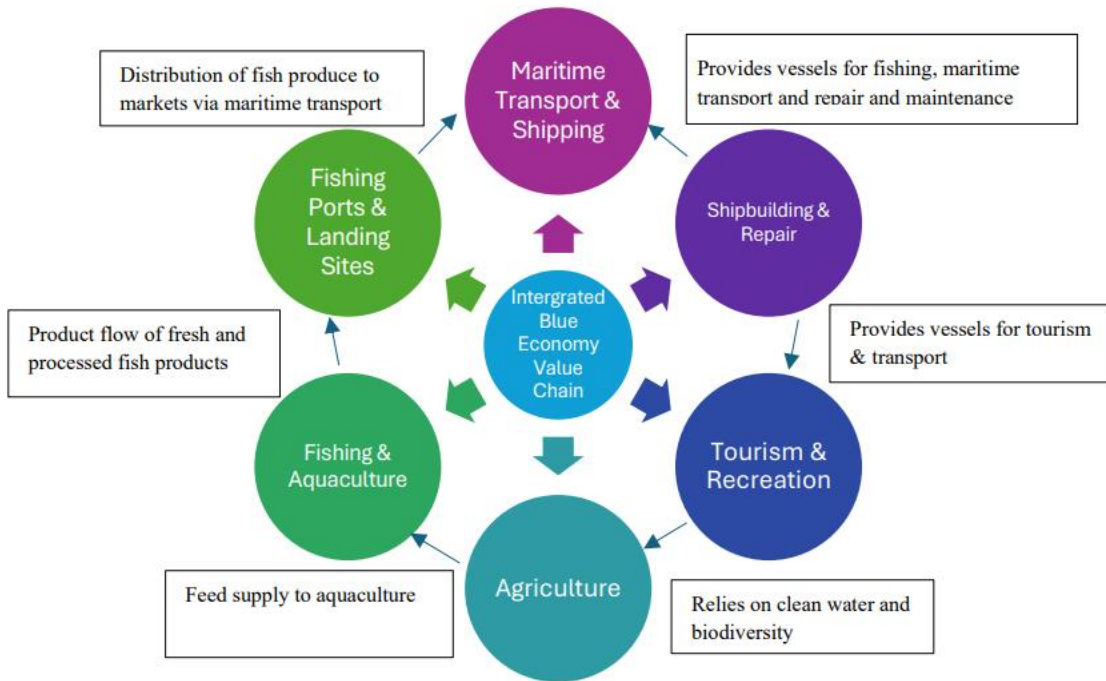 Distribution of fish produce to
markets via maritime transport
Maritime
Transport &
Shipping
Provides vessels for fishing, maritime
transport and repair and maintenance
Fishing
Ports &
Landing
Sites
Shipbuilding &
Repair
Intergrated
Blue
Economy
Value
Chain
Product flow of fresh and
processed fish products
Provides vessels for tourism
& transport
Fishing &
Aquaculture
Tourism &
Recreation
Agriculture
Feed supply to aquaculture
Relies on clean water and
biodiversity